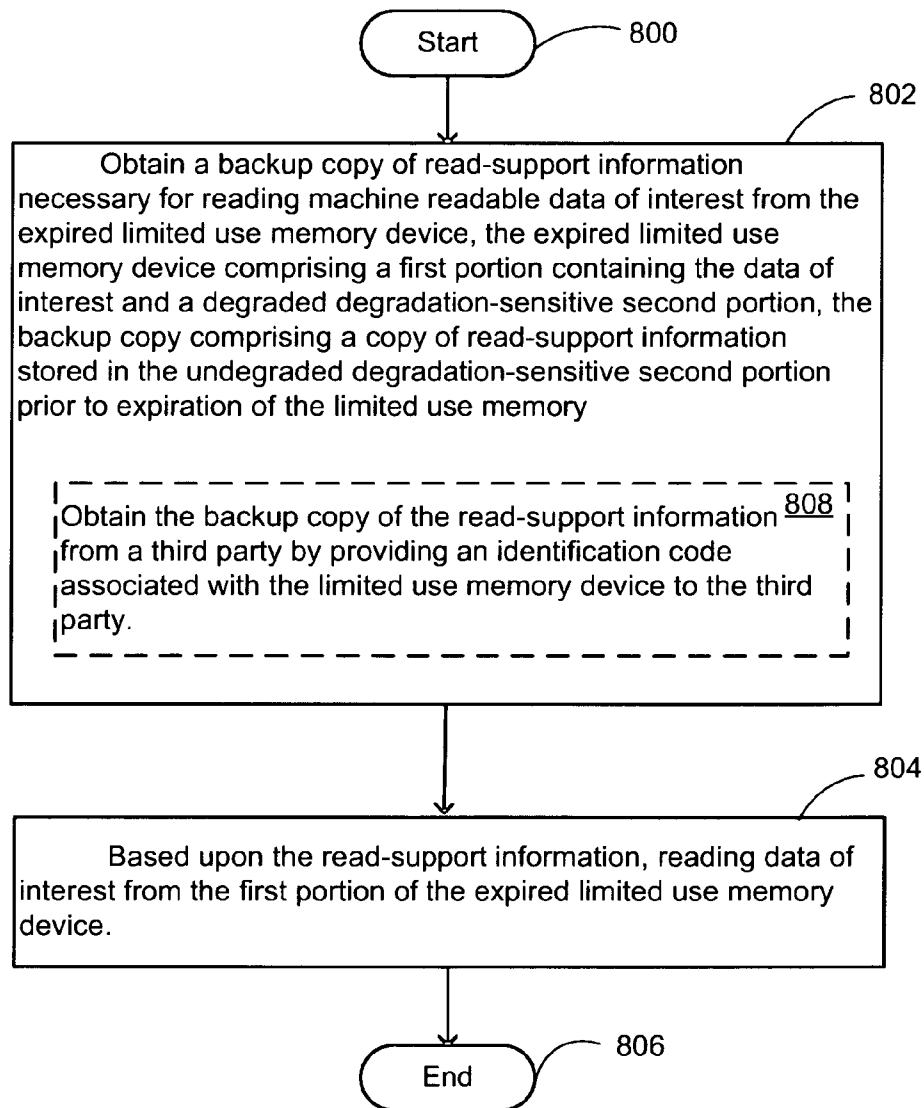 Start
800
802
Obtain a backup copy of read-support information
necessary for reading machine readable data of interest from the
expired limited use memory device, the expired limited use
memory device comprising a first portion containing the data of
interest and a degraded degradation-sensitive second portion, the
backup copy comprising a copy of read-support information
stored in the undegraded degradation-sensitive second portion
prior to expiration of the limited use memory
Obtain the backup copy of the read-support information 808
from a third party by providing an identification code
associated with the limited use memory device to the third
party.
804
Based upon the read-support information, reading data of
interest from the first portion of the expired limited use memory
device.
End
806